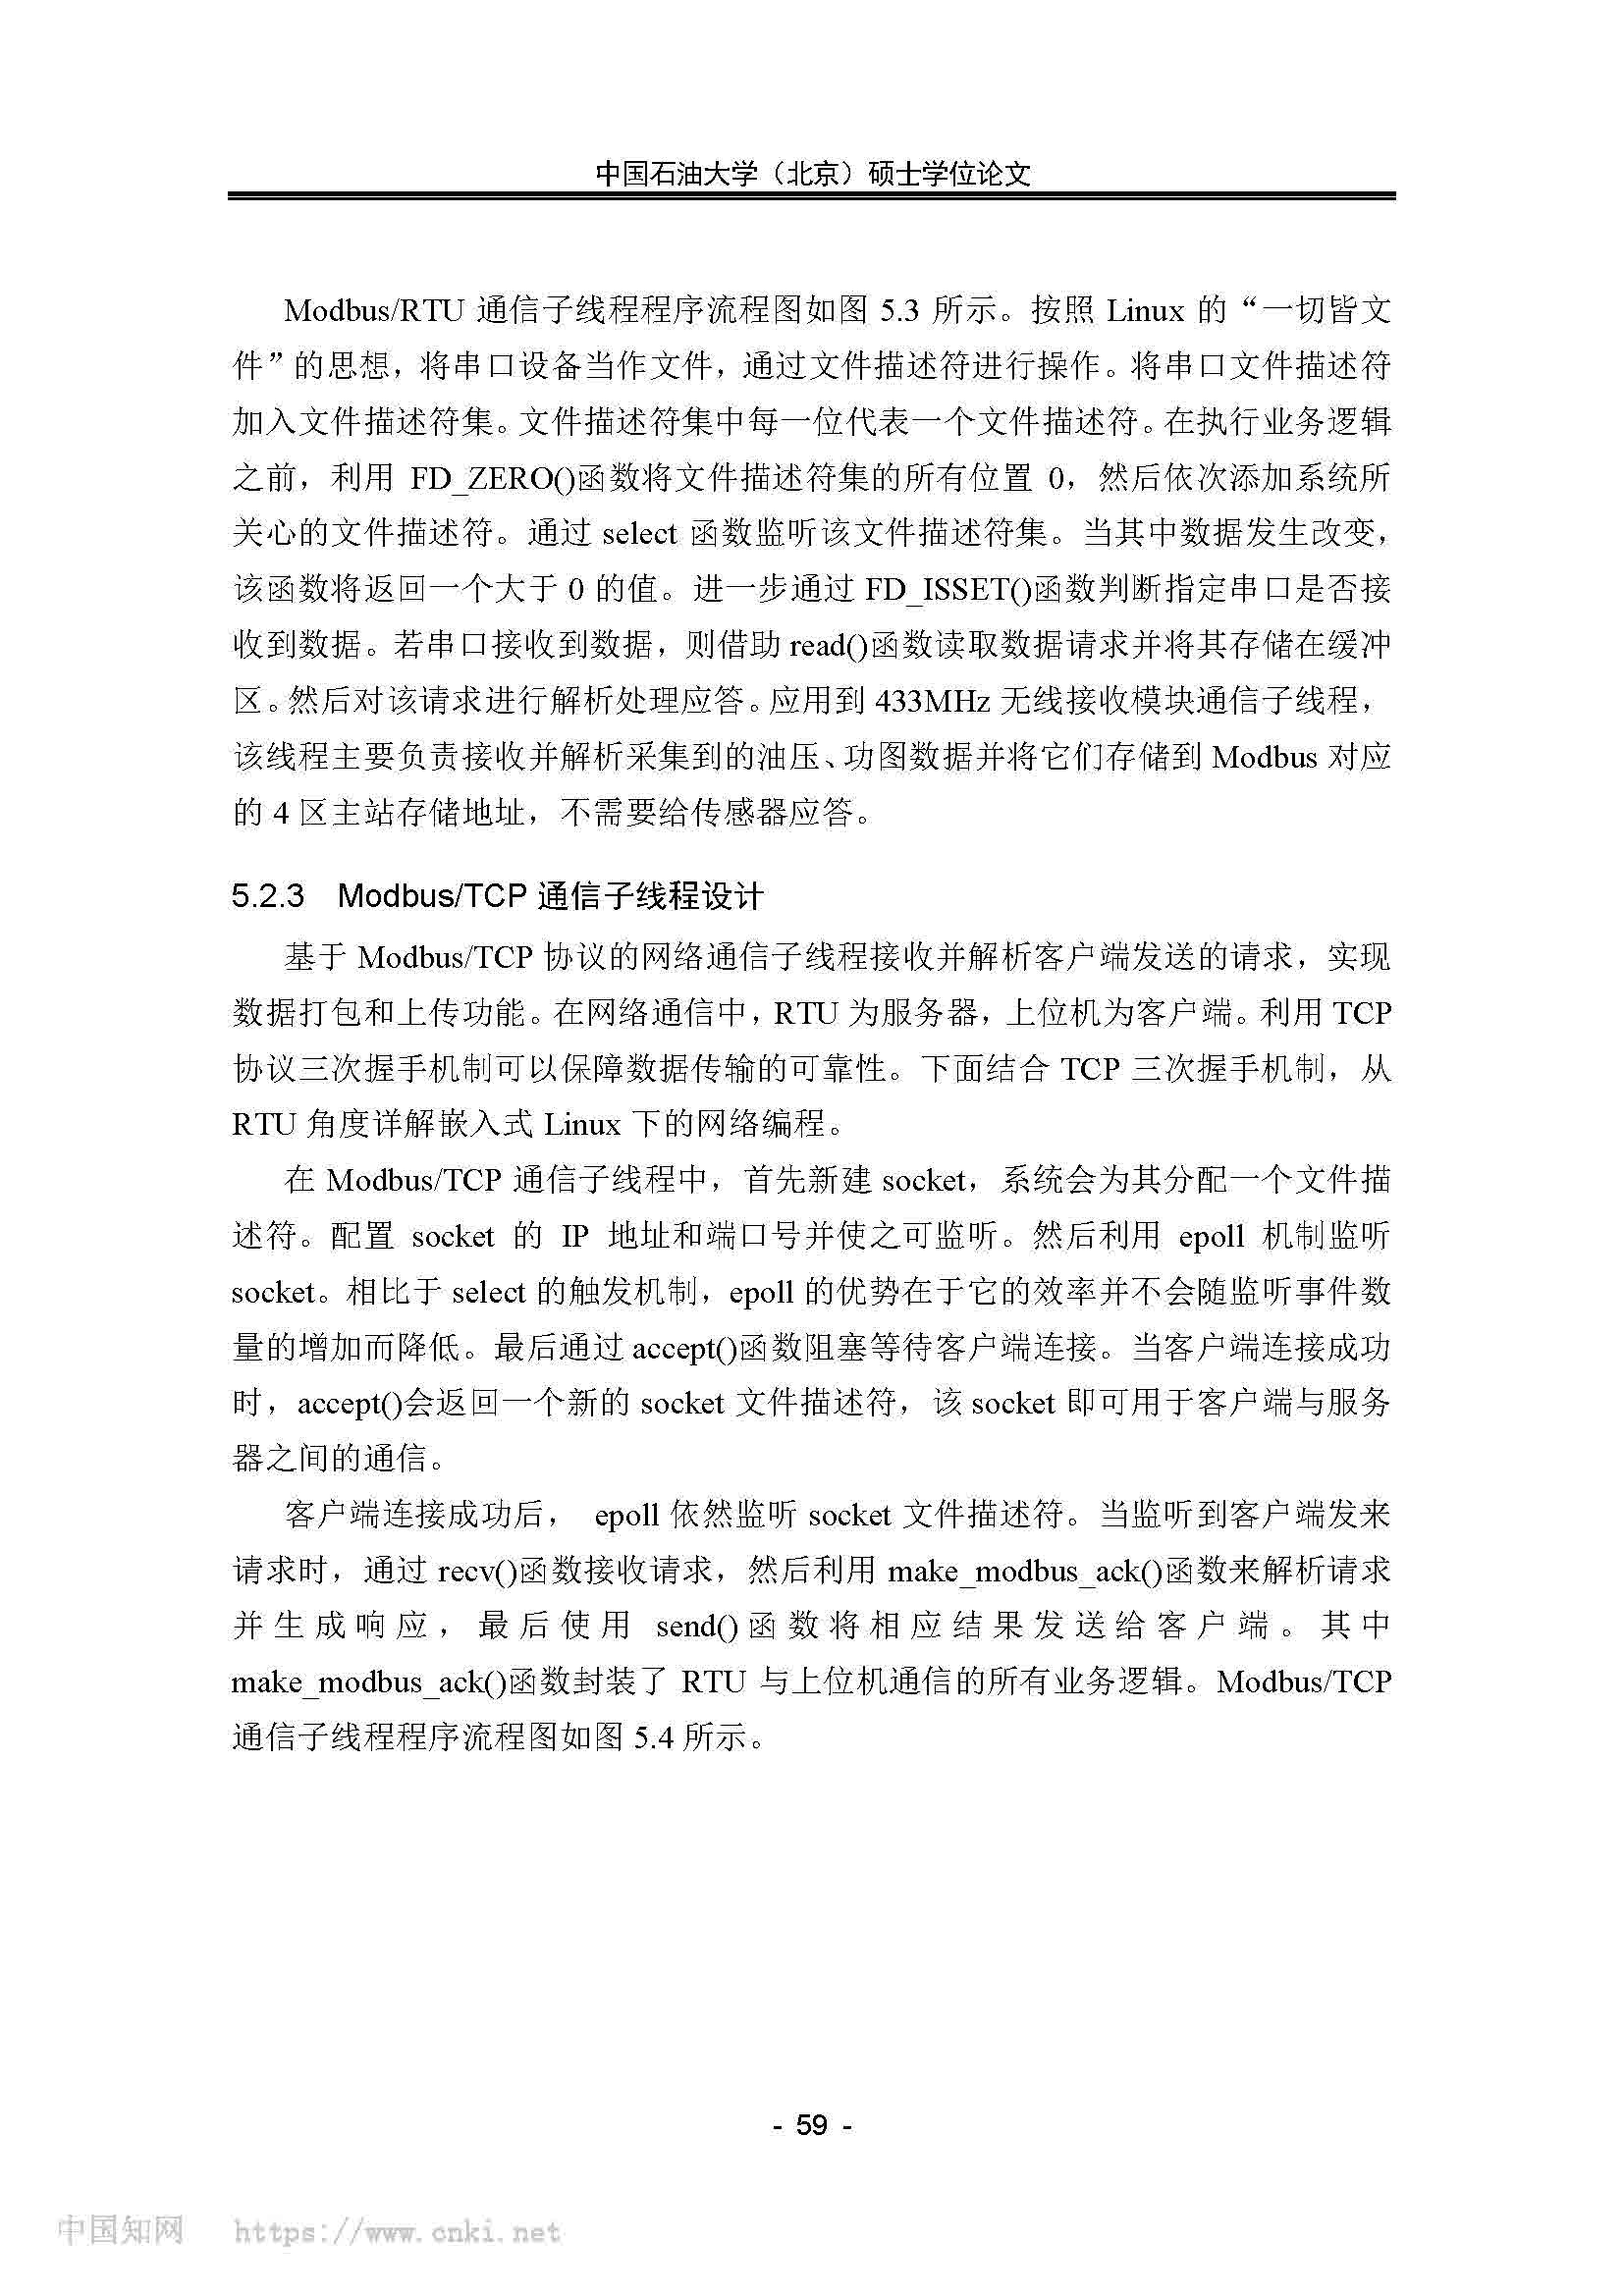 中国石油大学（北京）硕士学位论文
Modbus/RTU 通信子线程程序流程图如图 5.3 所示。按照 Linux 的“一切皆文
件”的思想，将串口设备当作文件，通过文件描述符进行操作。将串口文件描述符
加入文件描述符集。文件描述符集中每一位代表一个文件描述符。在执行业务逻辑
之前，利用 FD_ZERO()函数将文件描述符集的所有位置 0，然后依次添加系统所
关心的文件描述符。通过 select 函数监听该文件描述符集。当其中数据发生改变，
该函数将返回一个大于 0 的值。进一步通过 FD_ISSET()函数判断指定串口是否接
收到数据。若串口接收到数据，则借助 read()函数读取数据请求并将其存储在缓冲
区。然后对该请求进行解析处理应答。应用到 433MHz 无线接收模块通信子线程，
该线程主要负责接收并解析采集到的油压、功图数据并将它们存储到 Modbus 对应
的 4 区主站存储地址，不需要给传感器应答。
5.2.3 Modbus/TCP 通信子线程设计
基于 Modbus/TCP 协议的网络通信子线程接收并解析客户端发送的请求，实现
数据打包和上传功能。在网络通信中，RTU 为服务器，上位机为客户端。利用 TCP
协议三次握手机制可以保障数据传输的可靠性。下面结合 TCP 三次握手机制，从
RTU 角度详解嵌入式 Linux 下的网络编程。
在 Modbus/TCP 通信子线程中，首先新建 socket，系统会为其分配一个文件描
述符。配置 socket 的 IP 地址和端口号并使之可监听。然后利用 epoll 机制监听
socket。相比于 select 的触发机制，epoll 的优势在于它的效率并不会随监听事件数
量的增加而降低。最后通过 accept()函数阻塞等待客户端连接。当客户端连接成功
时，accept()会返回一个新的 socket 文件描述符，该 socket 即可用于客户端与服务
器之间的通信。
客户端连接成功后， epoll 依然监听 socket 文件描述符。当监听到客户端发来
请求时，通过 recv()函数接收请求，然后利用 make_modbus_ack()函数来解析请求
并生成响应，最后使用 send()函数将相应结果发送给客户端。其中
make_modbus_ack()函数封装了 RTU 与上位机通信的所有业务逻辑。Modbus/TCP
通信子线程程序流程图如图 5.4 所示。
- 59 -
中国知网 https://www.cnki.net